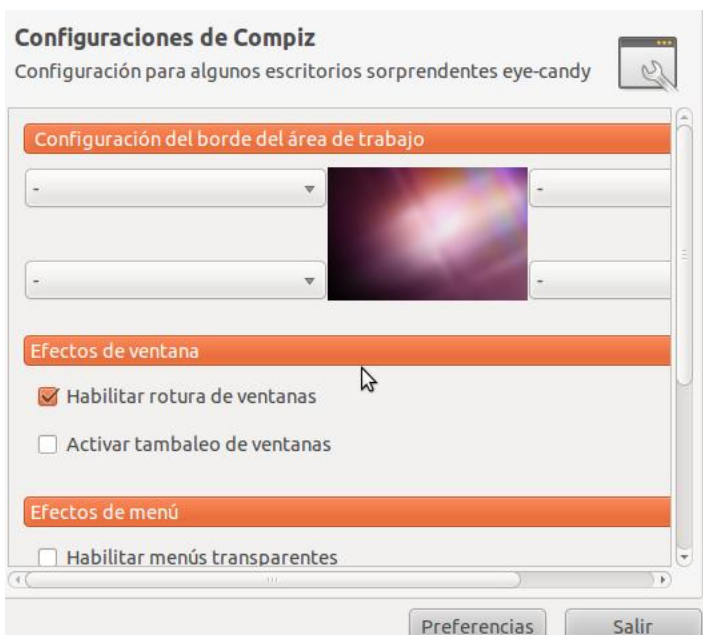 Configuraciones de Compiz
Configuración para algunos escritorios sorprendentes eye-candy
Configuración del borde del área de trabajo
- -
- -
Efectos de ventana
Habilitar rotura de ventanas
Activar tambaleo de ventanas
Efectos de menú
Habilitar menús transparentes
Preferencias Salir